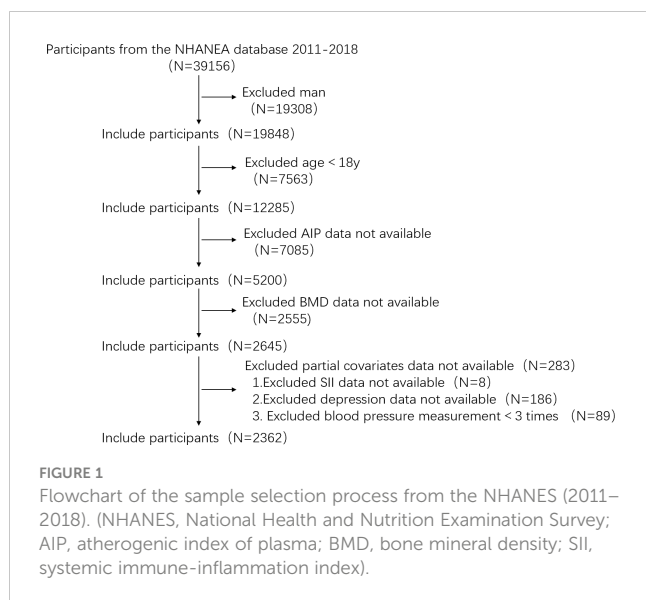 Participants from the NHANEA database 2011-2018
(N=39156)
Excluded man
(N=19308)
Include participants (N=19848)
Excluded age < 18y
(N=7563)
Include participants (N=12285)
Excluded AIP data not available
(N=7085)
Include participants (N=5200)
Excluded BMD data not available
(N=2555)
Include participants (N=2645)
Excluded partial covariates data not available (N=283)
1.Excluded SII data not available (N=8)
2.Excluded depression data not available (N=186)
3. Excluded blood pressure measurement < 3 times (N=89)
Include participants (N=2362)
FIGURE 1
Flowchart of the sample selection process from the NHANES (2011–
2018). (NHANES, National Health and Nutrition Examination Survey;
AIP, atherogenic index of plasma; BMD, bone mineral density; SII,
systemic immune-inflammation index).